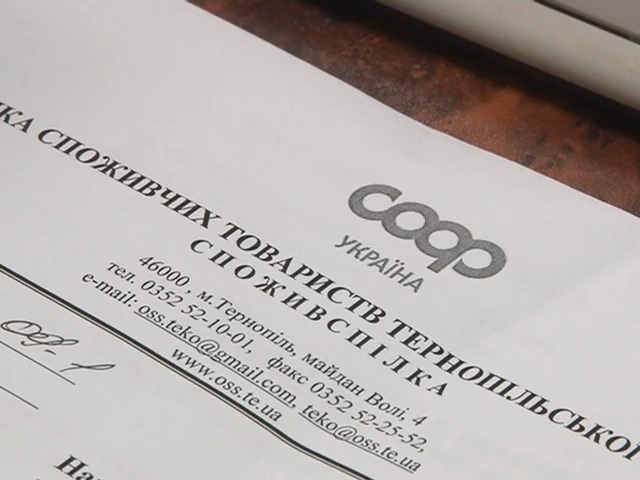 coop
УКРАЇНА
СПОЖИВЧИХ ТОВАРИСТВ ТЕРНОПІЛЬСЬКОЇ
СПОЖИВСПІЛКА
46000 , м. Тернопіль, майдан Волі, 4
тел. 0352 52-10-01, факс 0352 52-25-52,
e-mail: oss.teko@gmail.com, teko@oss.te.ua
www.oss.te.ua